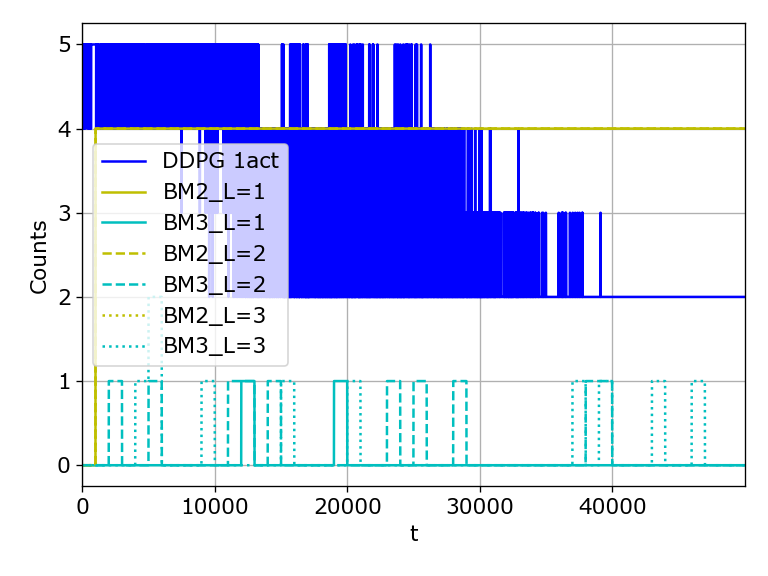 5
4
3
2
1
0
Counts
DDPG 1act
BM2_L=1
BM3_L=1
BM2_L=2
BM3_L=2
BM2_L=3
BM3_L=3
0 10000 20000 30000 40000
t